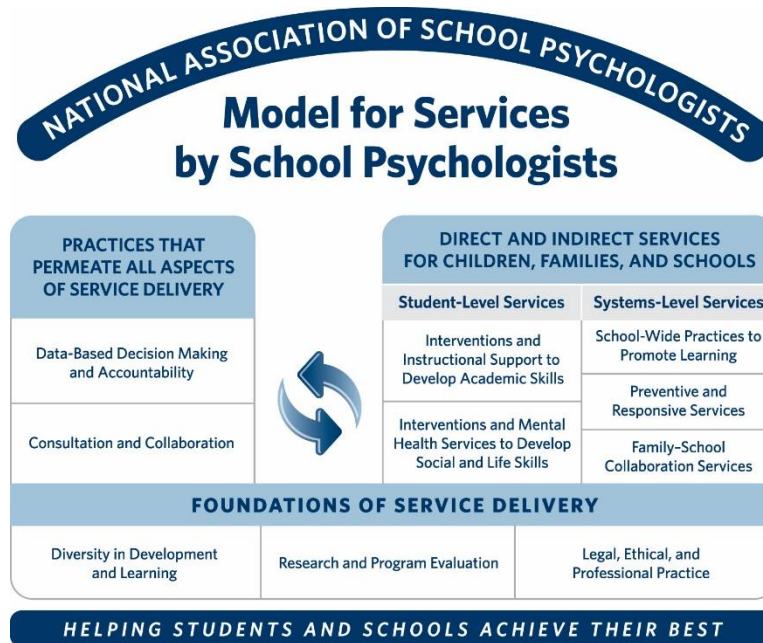 NATIONAL ASSOCIATION OF SCHOOL PSYCHOLOGISTS
Model for Services
by School Psychologists
PRACTICES THAT
PERMEATE ALL ASPECTS
OF SERVICE DELIVERY
Data-Based Decision Making
and Accountability
Consultation and Collaboration
DIRECT AND INDIRECT SERVICES
FOR CHILDREN, FAMILIES, AND SCHOOLS
Student-Level Services
Interventions and
Instructional Support to
Develop Academic Skills
Interventions and Mental
Health Services to Develop
Social and Life Skills
Systems-Level Services
School-Wide Practices to
Promote Learning
Preventive and
Responsive Services
Family–School
Collaboration Services
FOUNDATIONS OF SERVICE DELIVERY
Diversity in Development
and Learning
Research and Program Evaluation
Legal, Ethical, and
Professional Practice
HELPING STUDENTS AND SCHOOLS ACHIEVE THEIR BEST